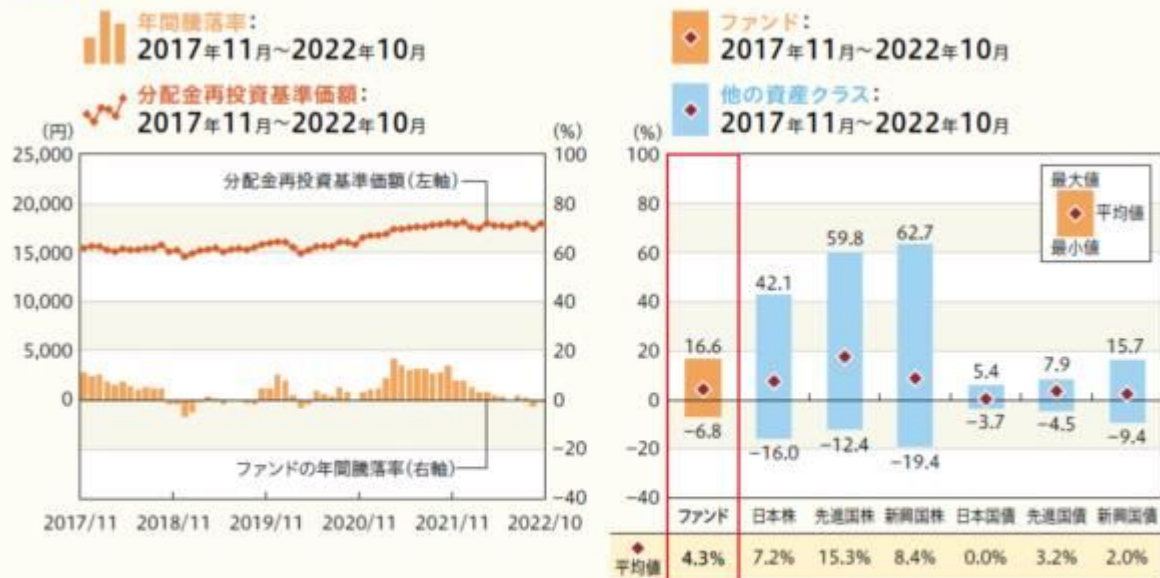 年間騰落率：
2017年11月～2022年10月
分配金再投資基準価額：
2017年11月～2022年10月
(円)
(%)
25,000
20,000
15,000
10,000
5,000
0
100
80
60
40
20
0
−20
−40
分配金再投資基準価額（左軸）
ファンドの年間騰落率（右軸）
2017/11 2018/11 2019/11 2020/11 2021/11 2022/10
ファンド：
2017年11月～2022年10月
他の資産クラス：
2017年11月～2022年10月
(%)
100
80
60
40
20
0
−20
−40
最大値
平均値
最小値
16.6 42.1 59.8 62.7 5.4 7.9 15.7
−6.8 −16.0 −12.4 −19.4 −3.7 −4.5 −9.4
ファンド 日本株 先進国株 新興国株 日本国債 先進国債 新興国債
平均値 4.3% 7.2% 15.3% 8.4% 0.0% 3.2% 2.0%